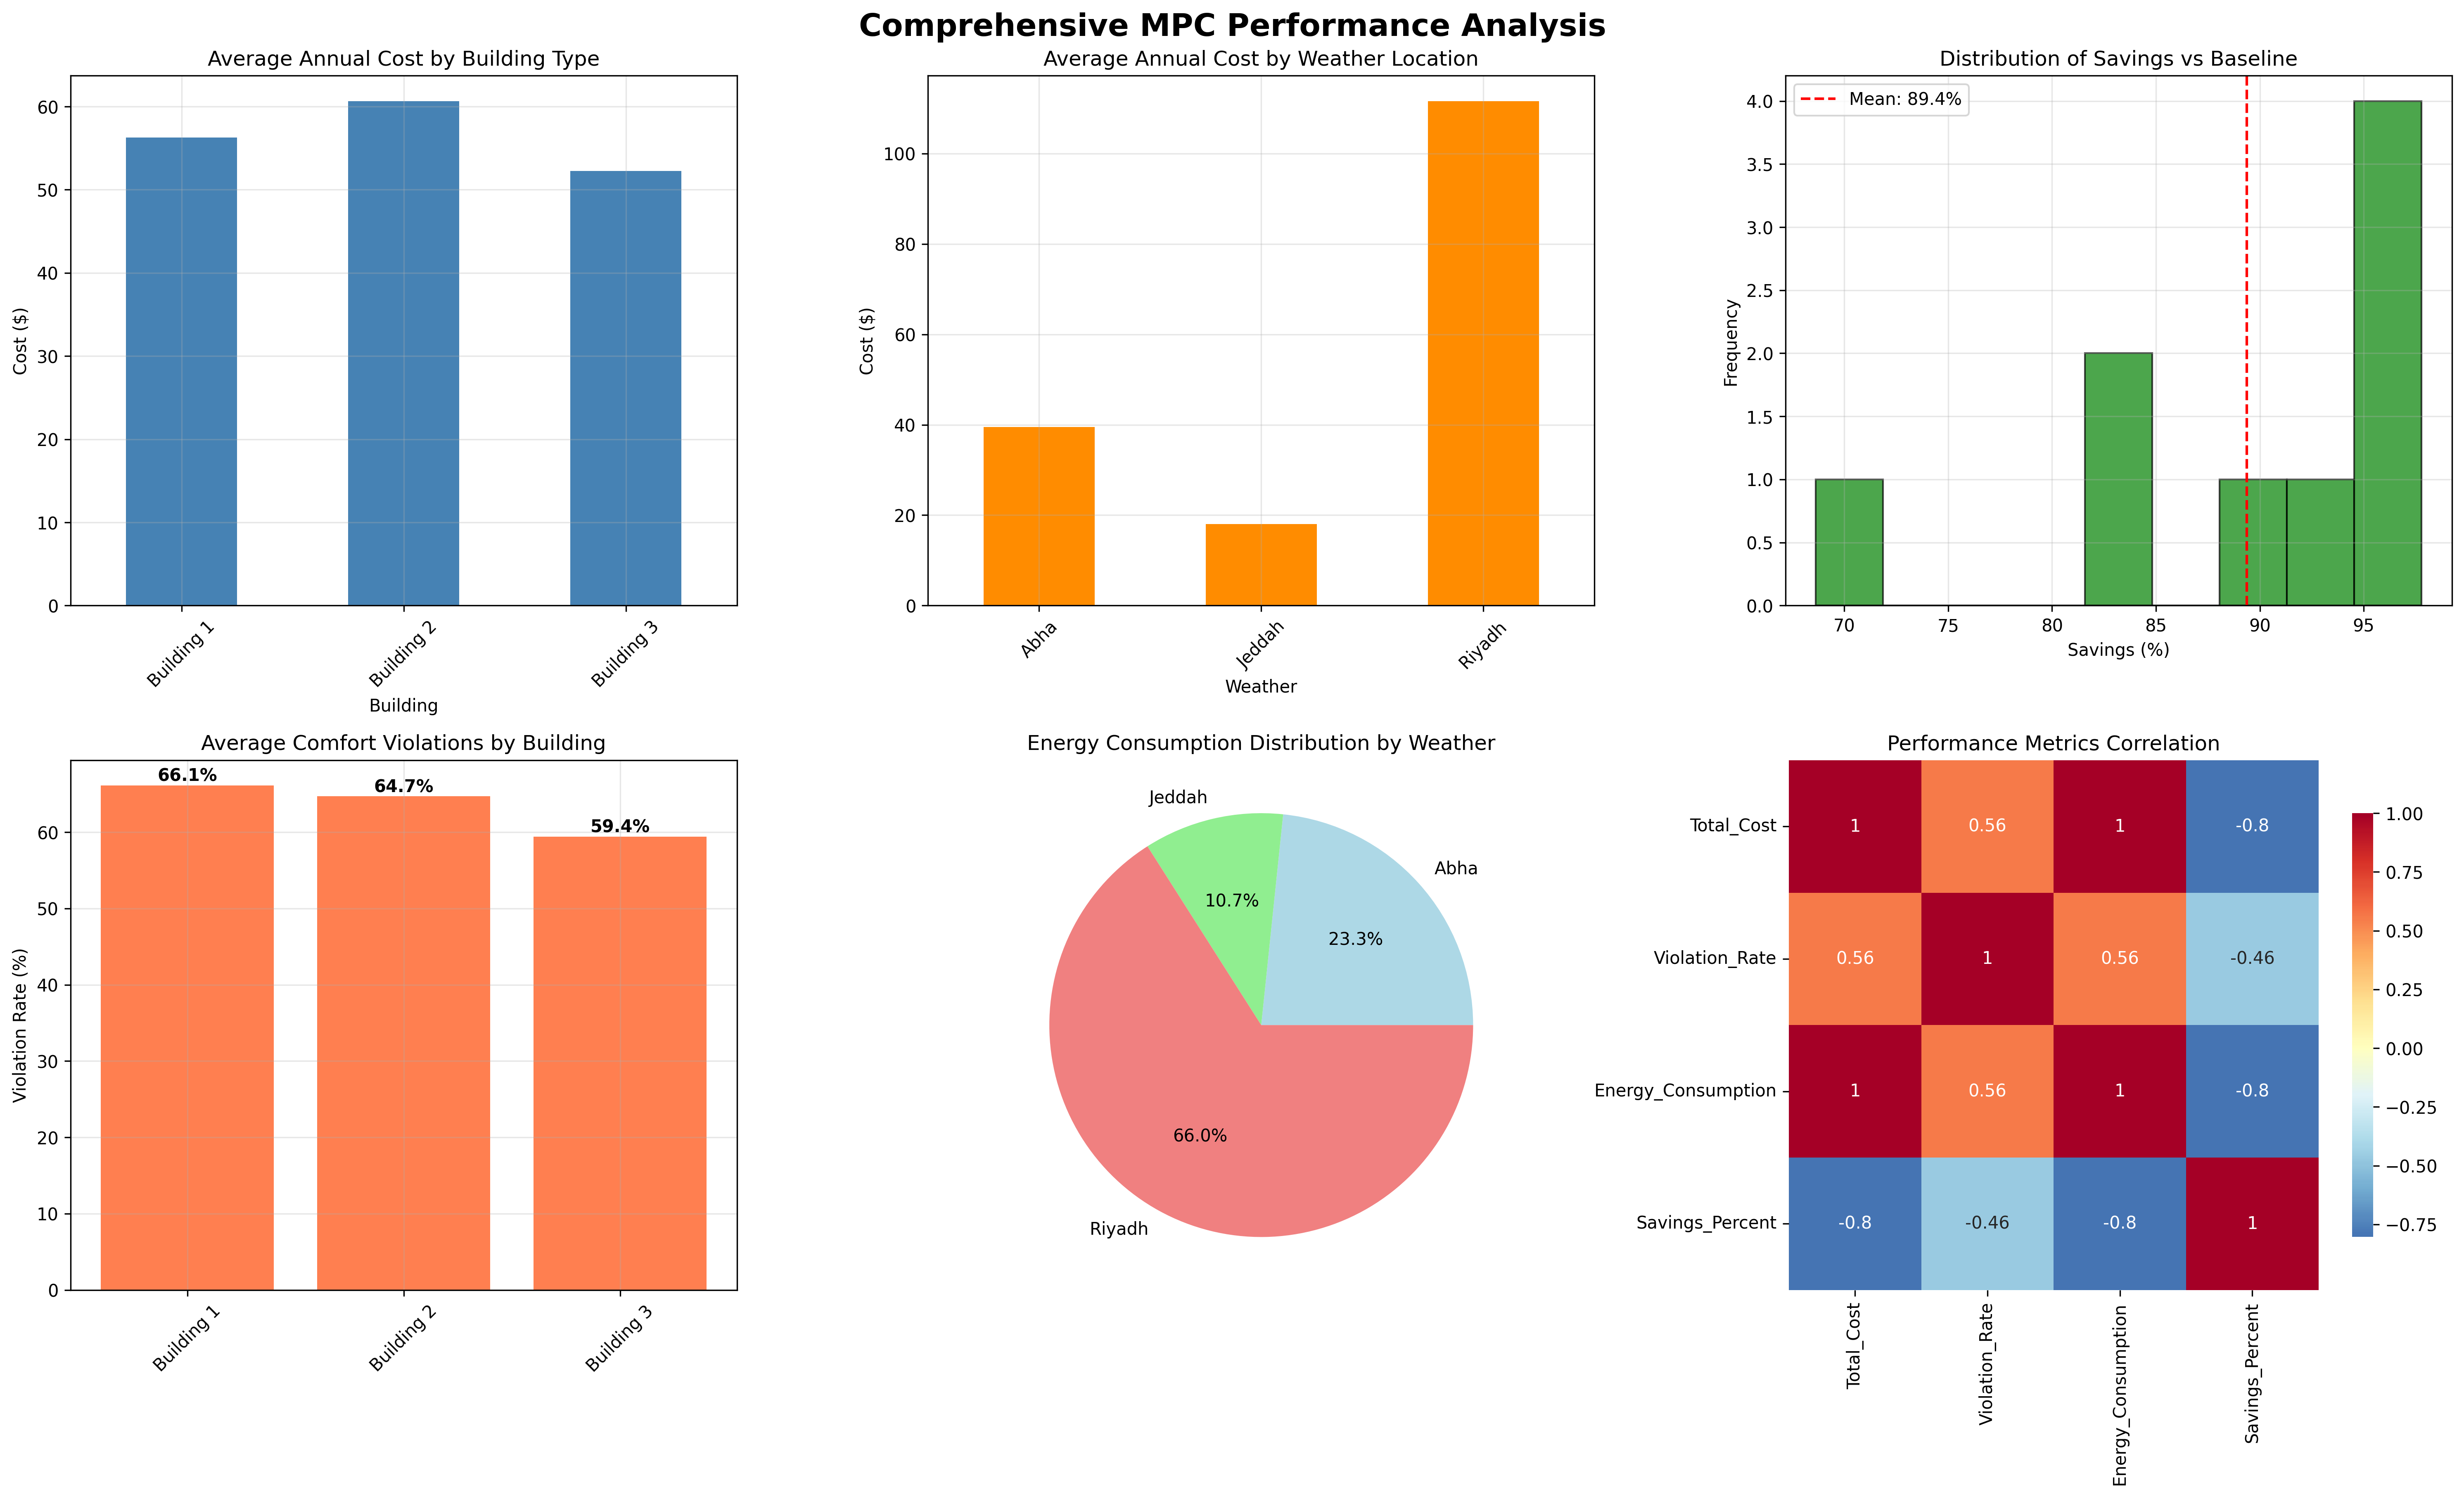 Comprehensive MPC Performance Analysis
Average Annual Cost by Building Type
Cost ($)
60
50
40
30
20
10
0
Building 1
Building 2
Building 3
Building
Average Annual Cost by Weather Location
Cost ($)
100
80
60
40
20
0
Abha
Jeddah
Riyadh
Weather
Distribution of Savings vs Baseline
Mean: 89.4%
Frequency
4.0
3.5
3.0
2.5
2.0
1.5
1.0
0.5
0.0
70
75
80
85
90
95
Savings (%)
Average Comfort Violations by Building
Violation Rate (%)
60
50
40
30
20
10
0
66.1%
64.7%
59.4%
Building 1
Building 2
Building 3
Energy Consumption Distribution by Weather
Jeddah
Abha
10.7%
23.3%
66.0%
Riyadh
Performance Metrics Correlation
Total_Cost
1
0.56
1
-0.8
Violation_Rate
0.56
1
0.56
-0.46
Energy_Consumption
1
0.56
1
-0.8
Savings_Percent
-0.8
-0.46
-0.8
1
Total_Cost
Violation_Rate
Energy_Consumption
Savings_Percent
1.00
0.75
0.50
0.25
0.00
−0.25
−0.50
−0.75